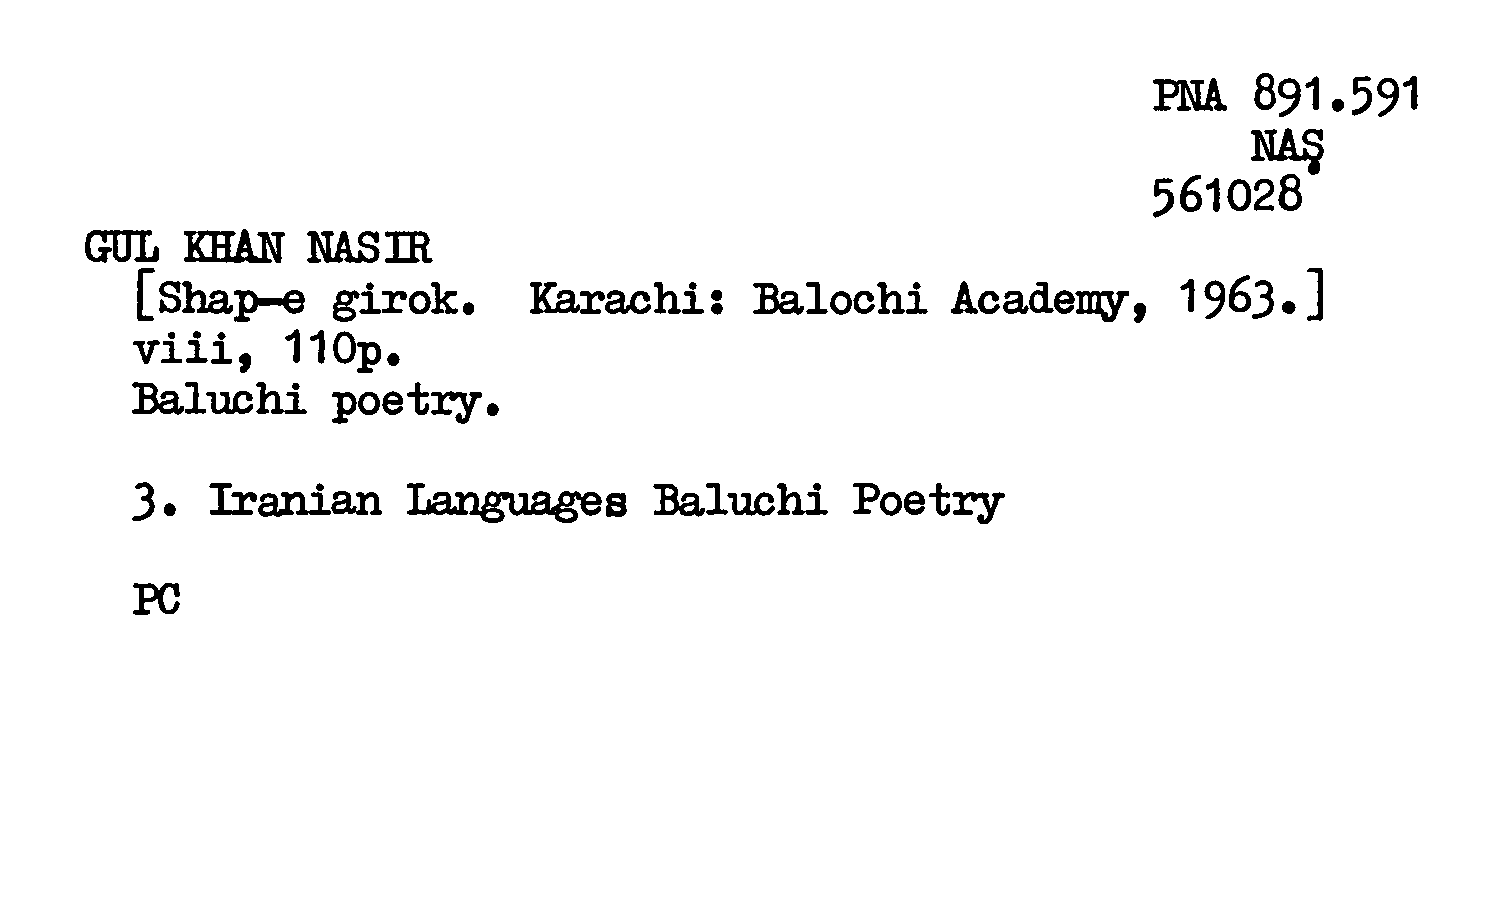 PNA 891.591
NAṢ
561028
GUL KHAN NASIR
[Shap-e girok. Karachi: Balochi Academy, 1963.]
viii, 110p.
Baluchi poetry.
3. Iranian Languages Baluchi Poetry
PC